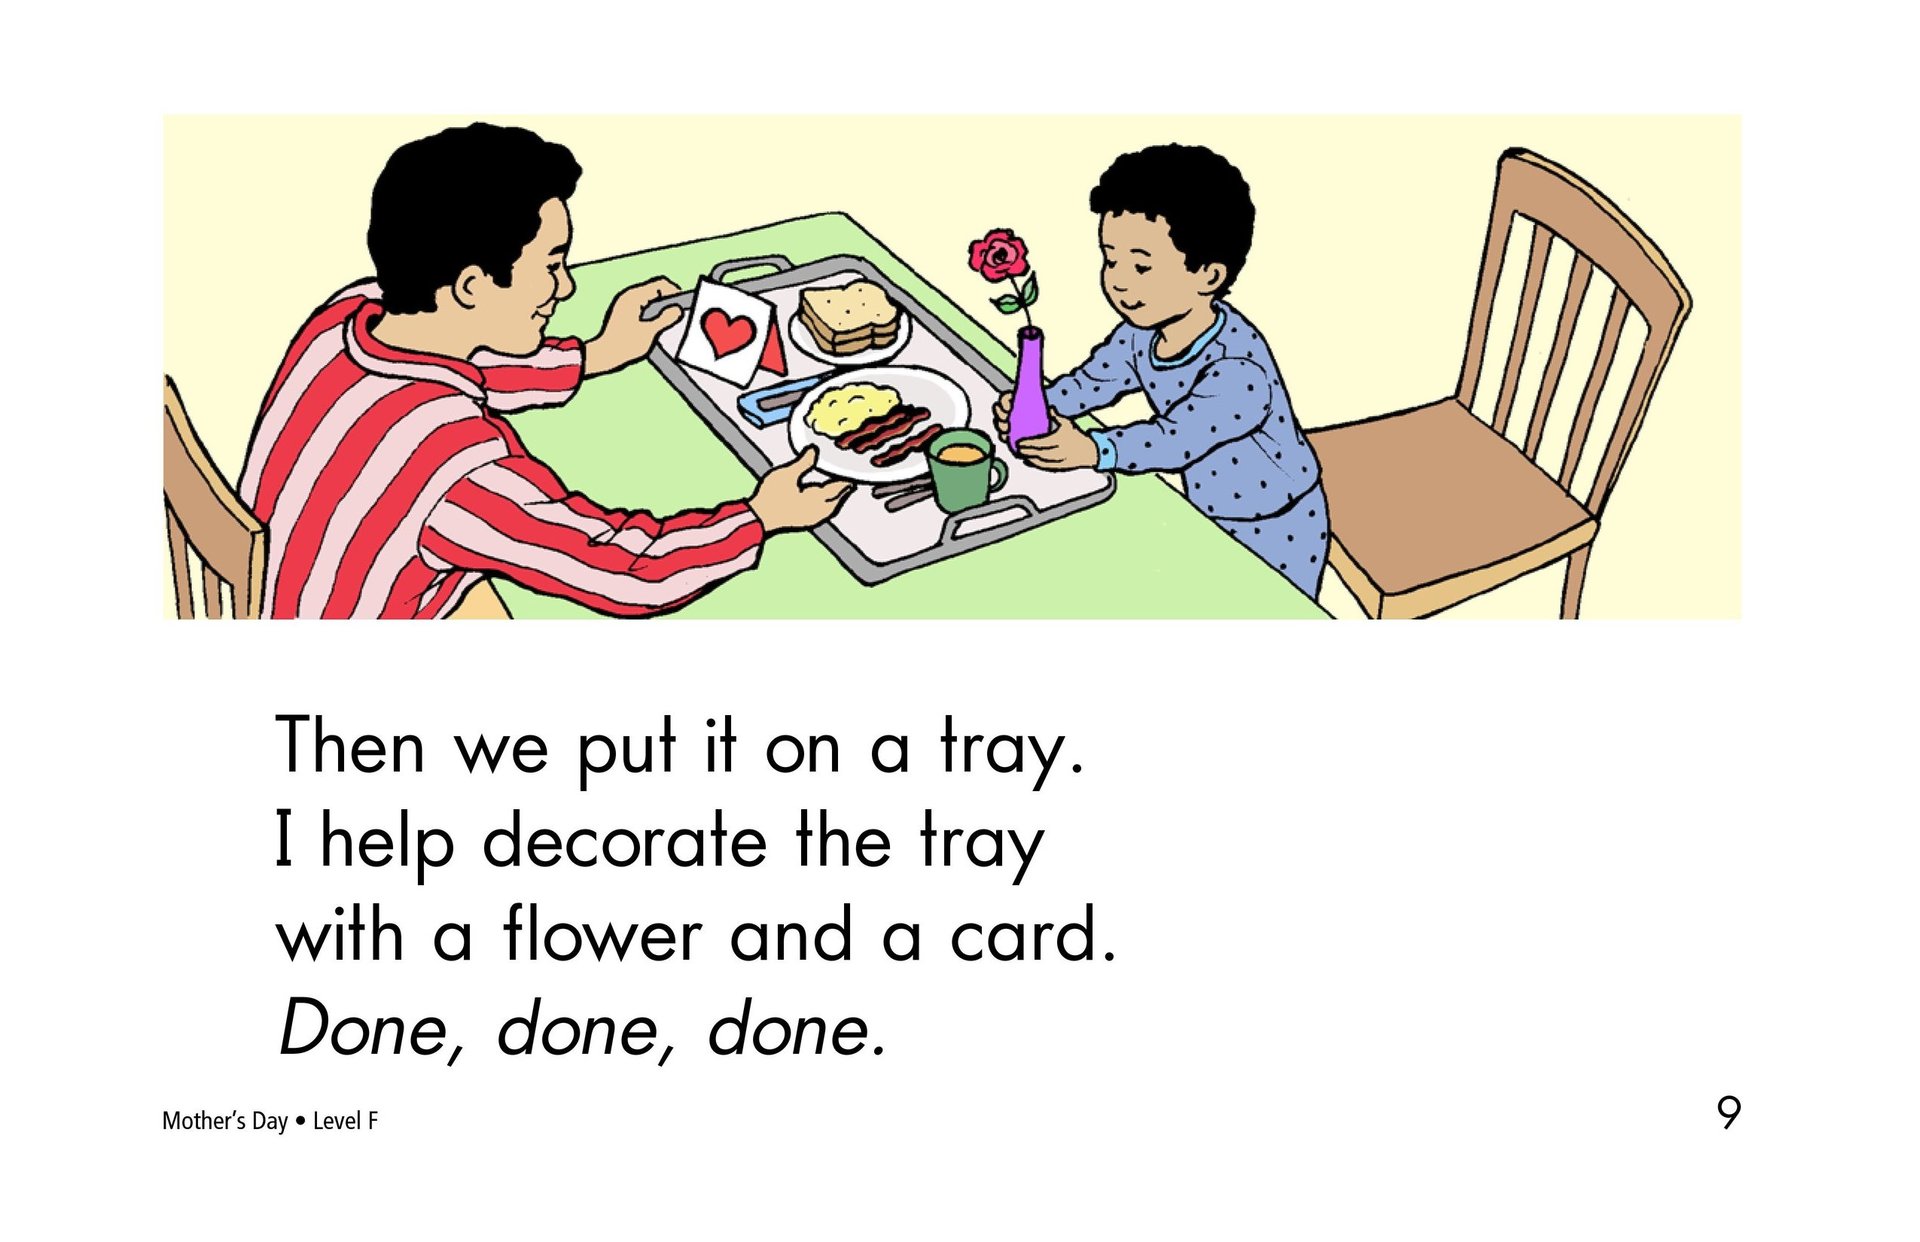 Then we put it on a tray.
I help decorate the tray
with a flower and a card.
Done, done, done.
Mother’s Day • Level F
9